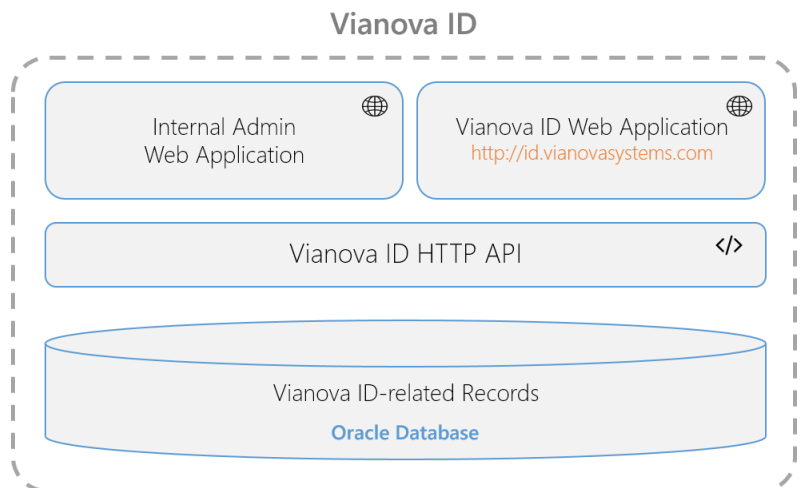 Vianova ID
Internal Admin
Web Application
Vianova ID Web Application
http://id.vianovasystems.com
Vianova ID HTTP API
</>
Vianova ID-related Records
Oracle Database